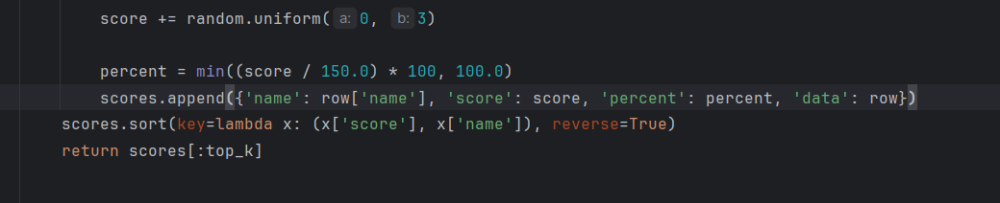 score += random.uniform(a: 0, b: 3)
percent = min((score / 150.0) * 100, 100.0)
scores.append({'name': row['name'], 'score': score, 'percent': percent, 'data': row})
scores.sort(key=lambda x: (x['score'], x['name']), reverse=True)
return scores[:top_k]